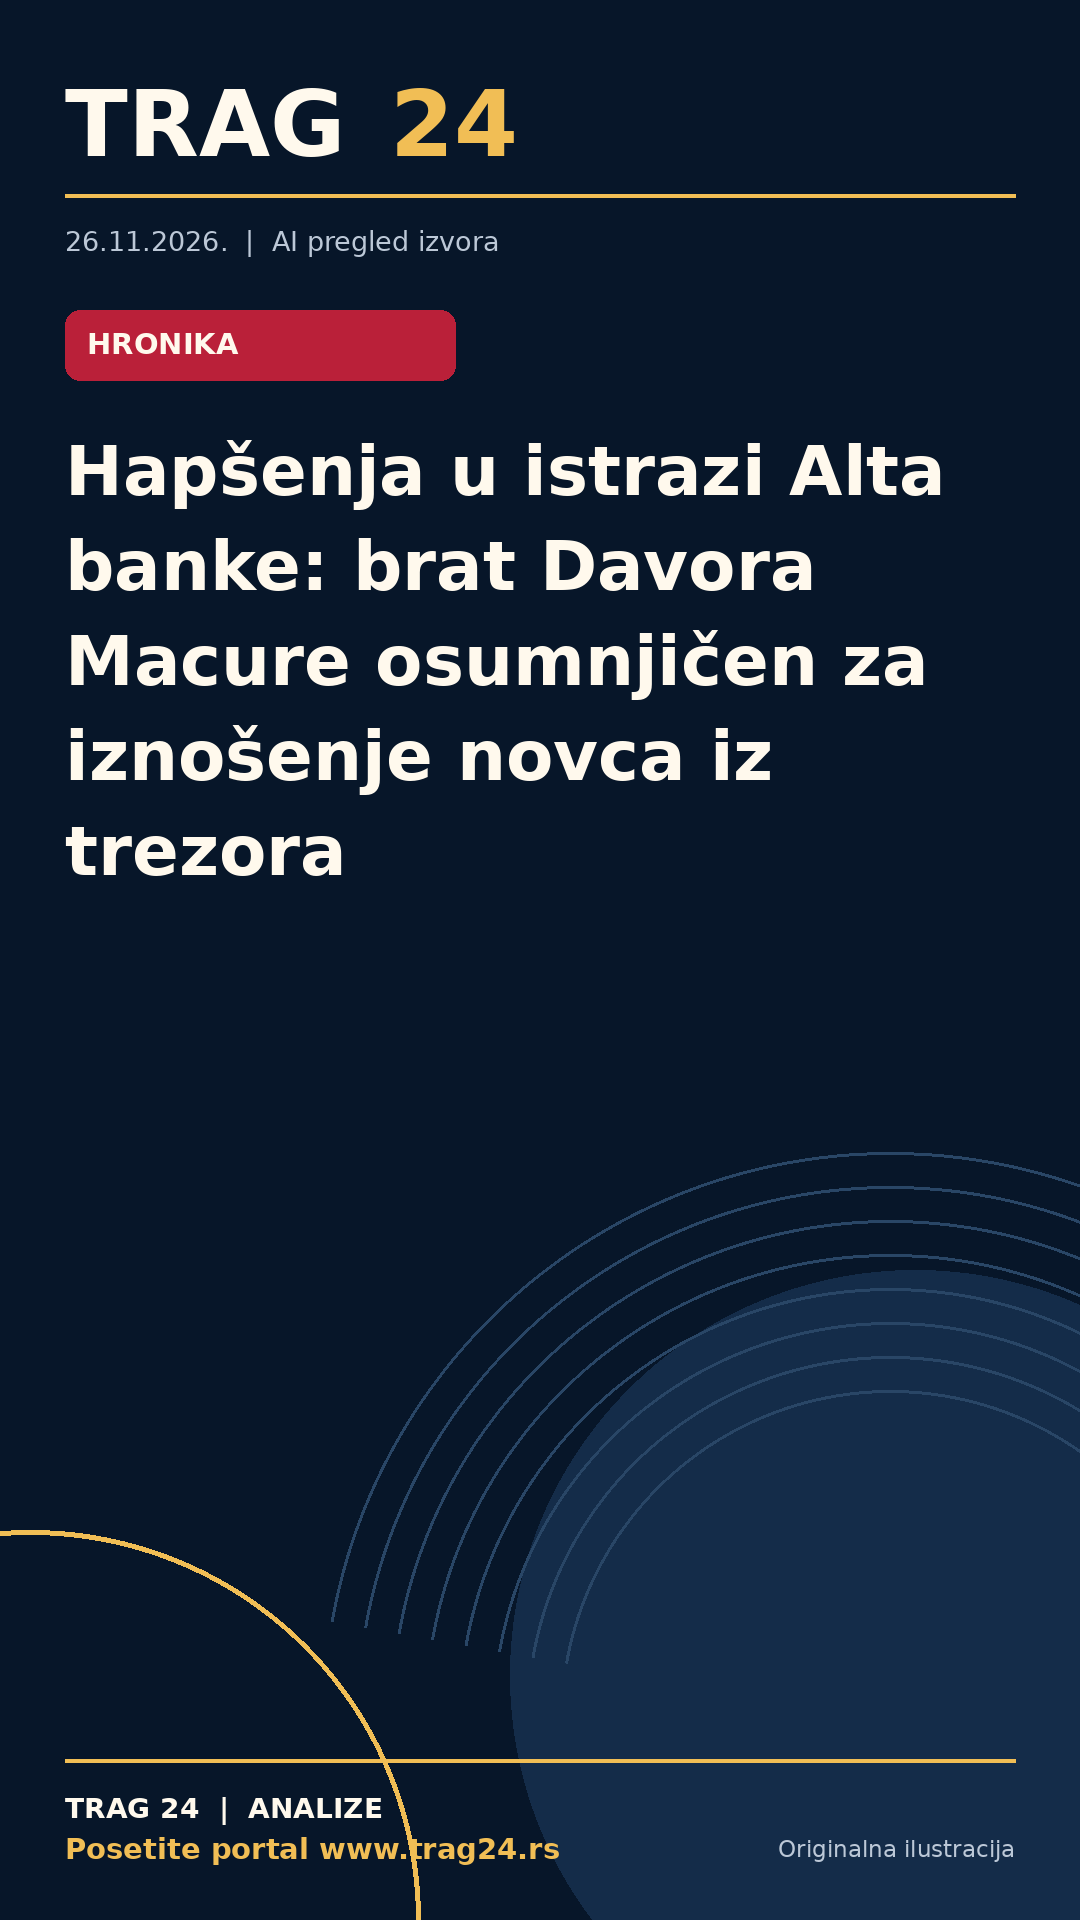 TRAG 24
26.11.2026. | AI pregled izvora
HRONIKA
Hapšenja u istrazi Alta
banke: brat Davora
Macure osumnjičen za
iznošenje novca iz
trezora
TRAG 24 | ANALIZE
Posetite portal www.trag24.rs
Originalna ilustracija